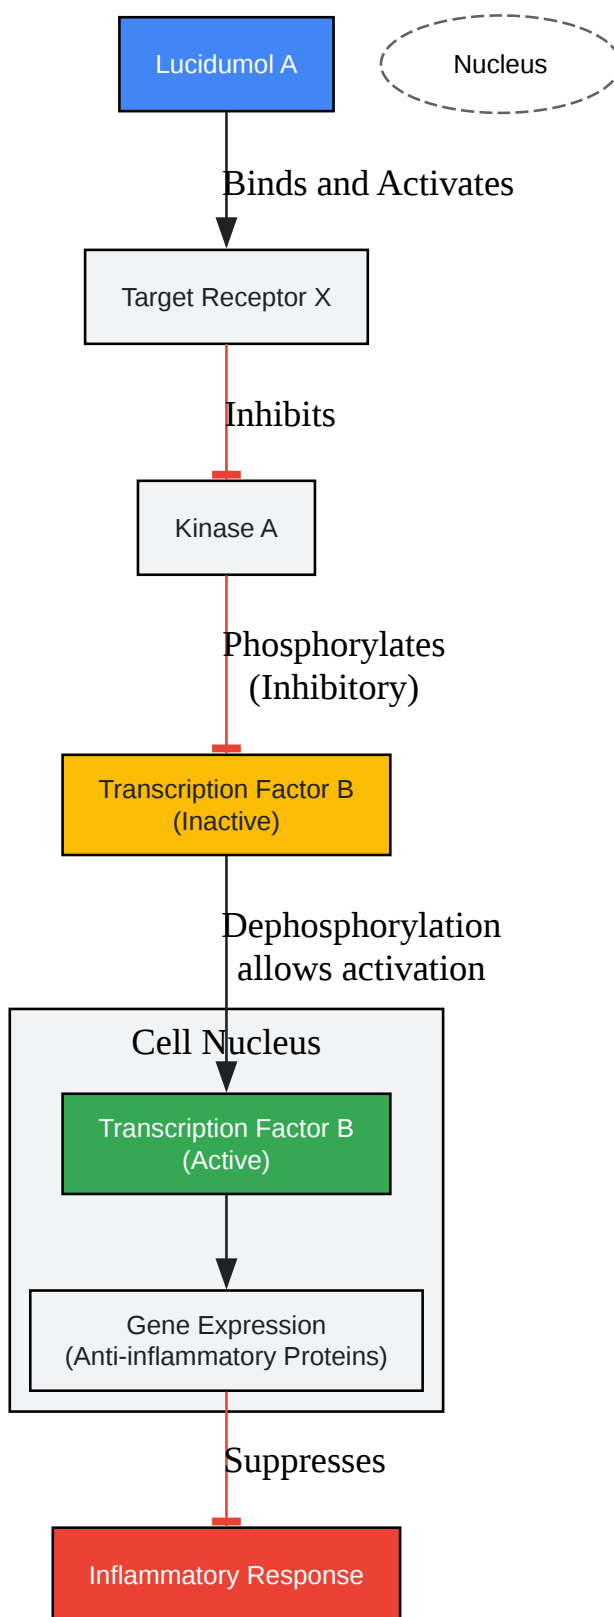 Lucidumol A
Nucleus
Binds and Activates
Target Receptor X
Inhibits
Kinase A
Phosphorylates
(Inhibitory)
Transcription Factor B
(Inactive)
Dephosphorylation
allows activation
Cell Nucleus
Transcription Factor B
(Active)
Gene Expression
(Anti-inflammatory Proteins)
Suppresses
Inflammatory Response